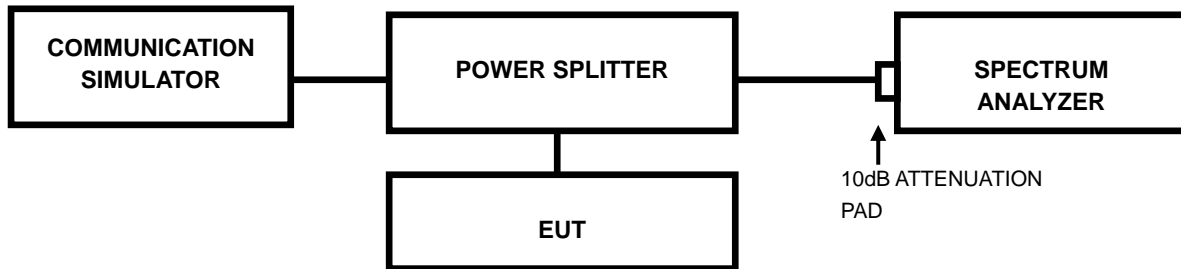 COMMUNICATION
SIMULATOR
POWER SPLITTER
SPECTRUM
ANALYZER
10dB ATTENUATION
PAD
EUT